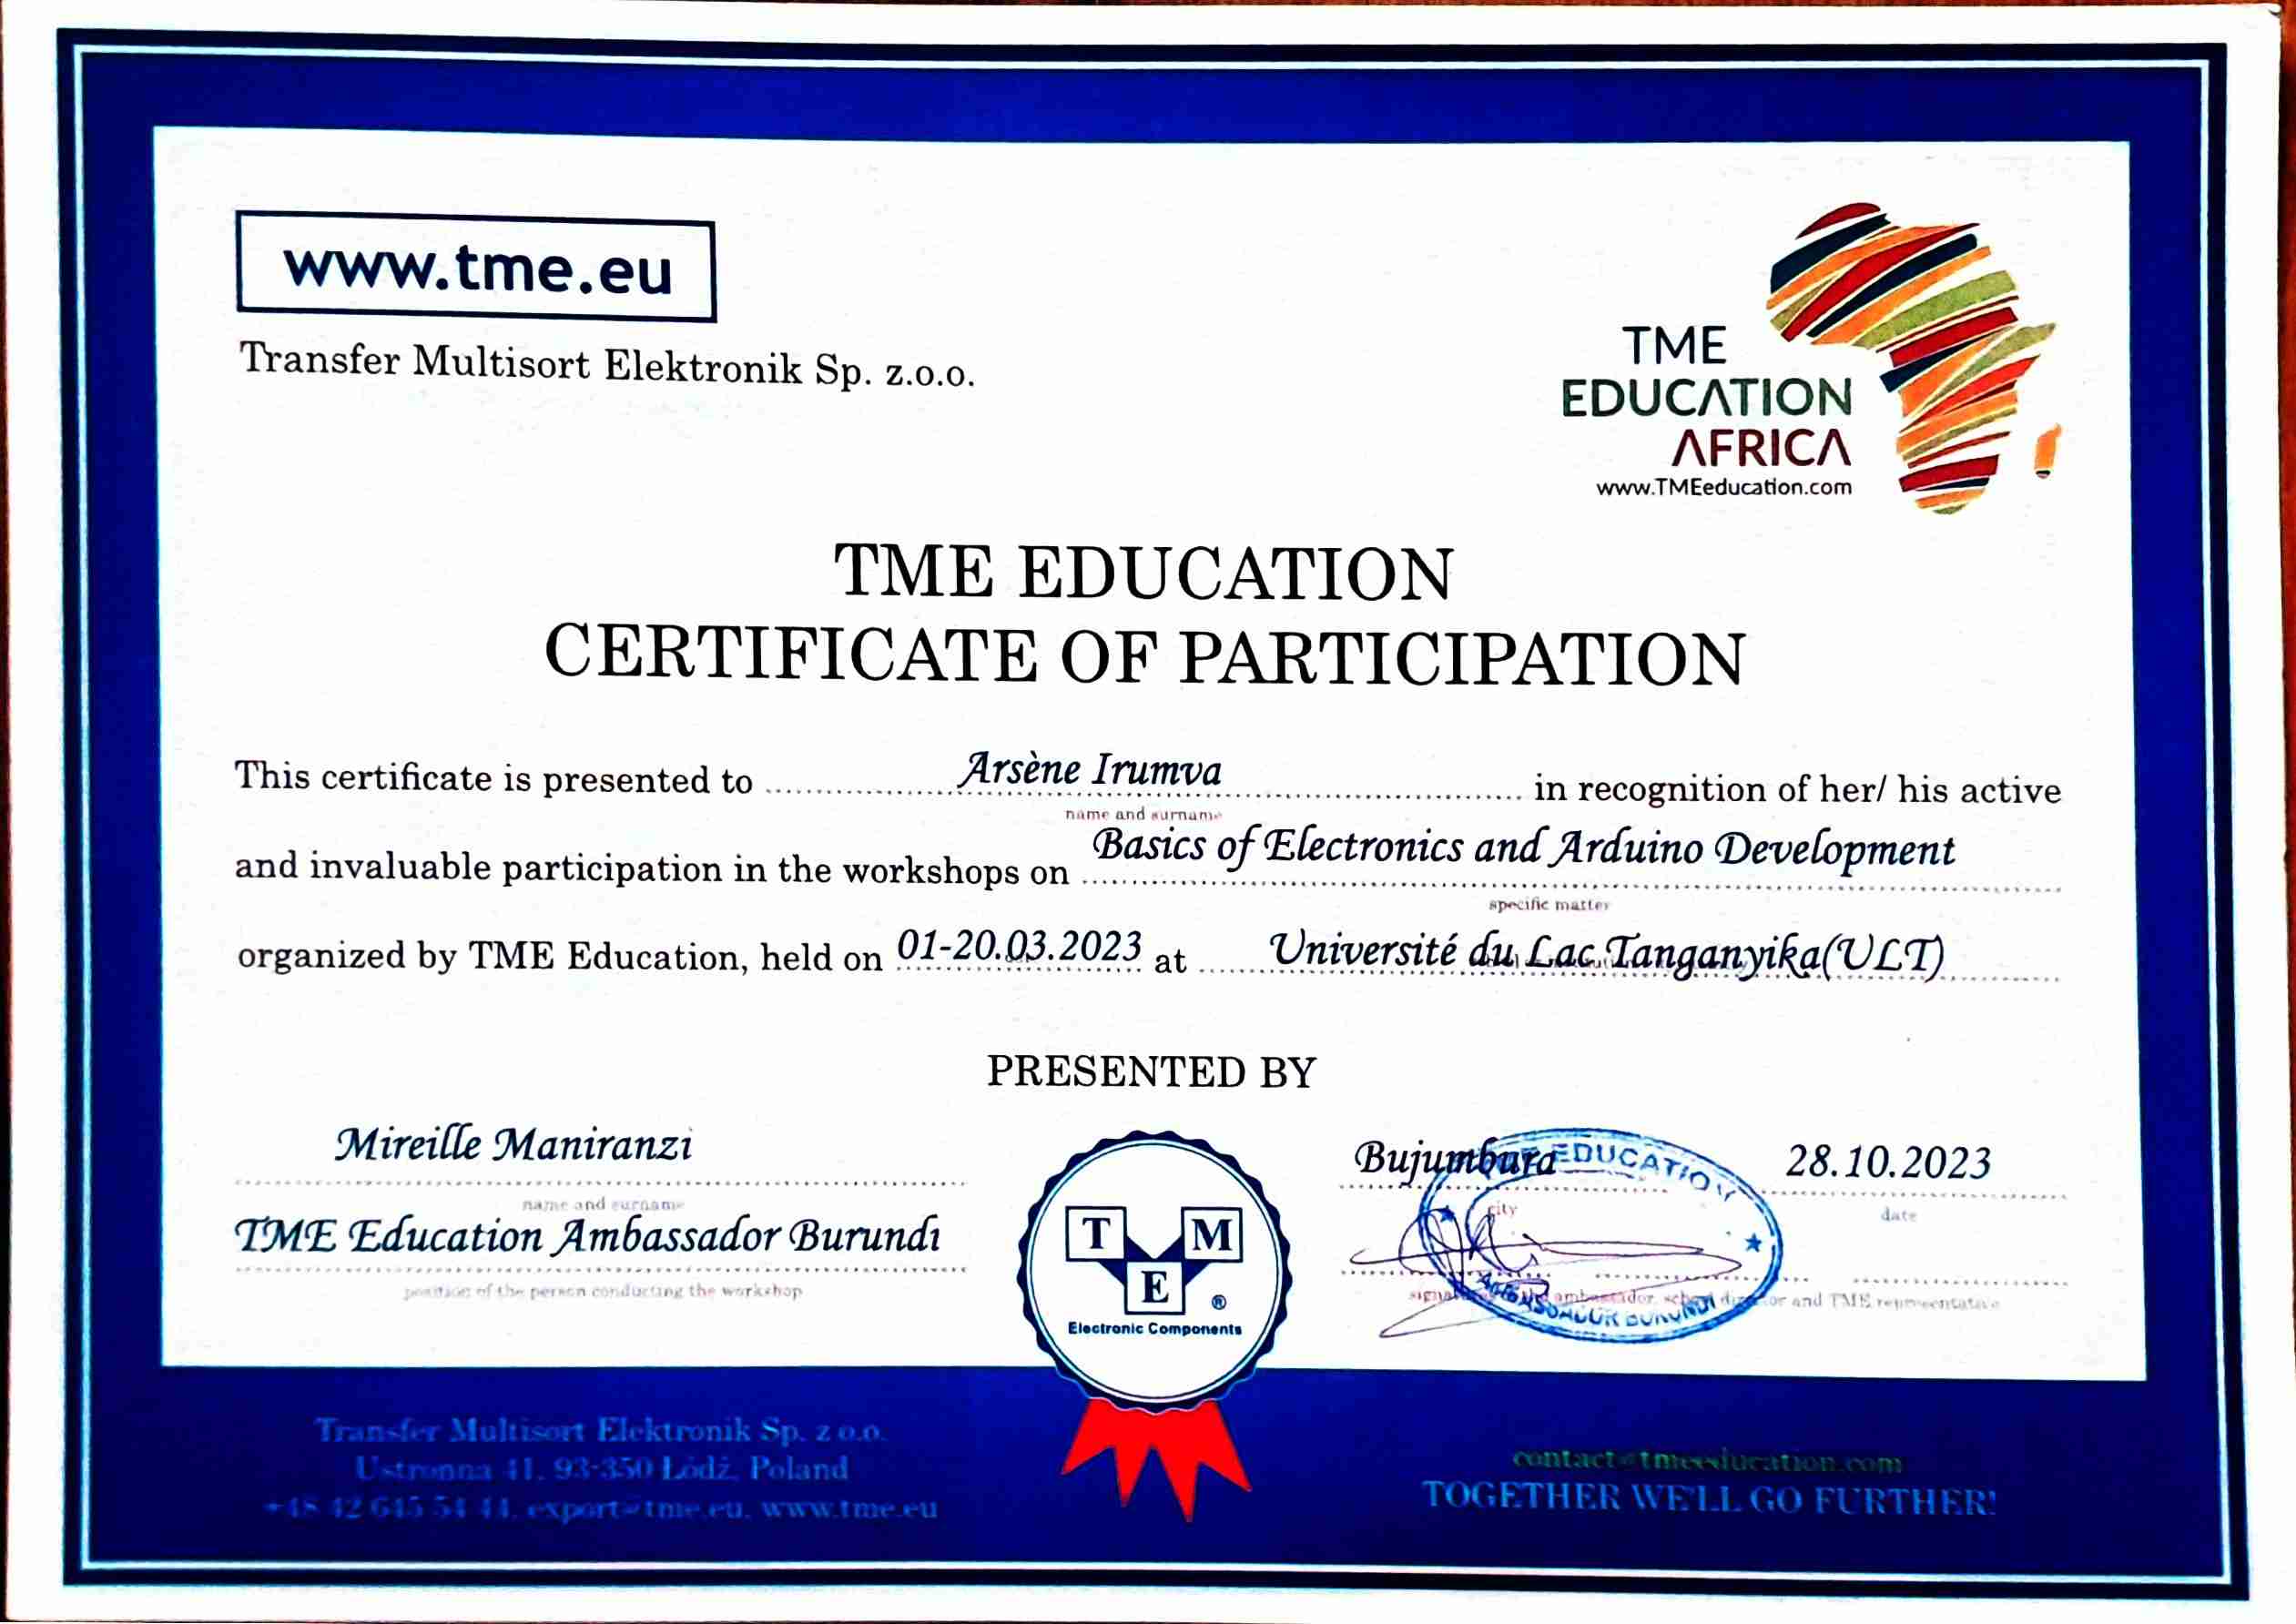 www.tme.eu
Transfer Multisort Elektronik Sp. z.o.o.
TME
EDUCATION
AFRICA
www.TMEeducation.com
TME EDUCATION
CERTIFICATE OF PARTICIPATION
This certificate is presented to Arsène Irumva in recognition of her/ his active
name and surname
and invaluable participation in the workshops on Basics of Electronics and Arduino Development
specific matter
organized by TME Education, held on 01-20.03.2023 at Université du Lac Tanganyika(ULT)
PRESENTED BY
Mireille Maniranzi
name and surname
TME Education Ambassador Burundi
position of the person conducting the workshop
T M E ®
Electronic Components
Bujumbura 28.10.2023
city date
EDUCATION
AMBASSADOR BURUNDI
ambassador, school director and TME representative
Transfer Multisort Elektronik Sp. z o.o.
Ustronna 41, 93-350 Łódź, Poland
+48 42 645 54 44, export@tme.eu, www.tme.eu
contact@tmeeducation.com
TOGETHER WE'LL GO FURTHER!